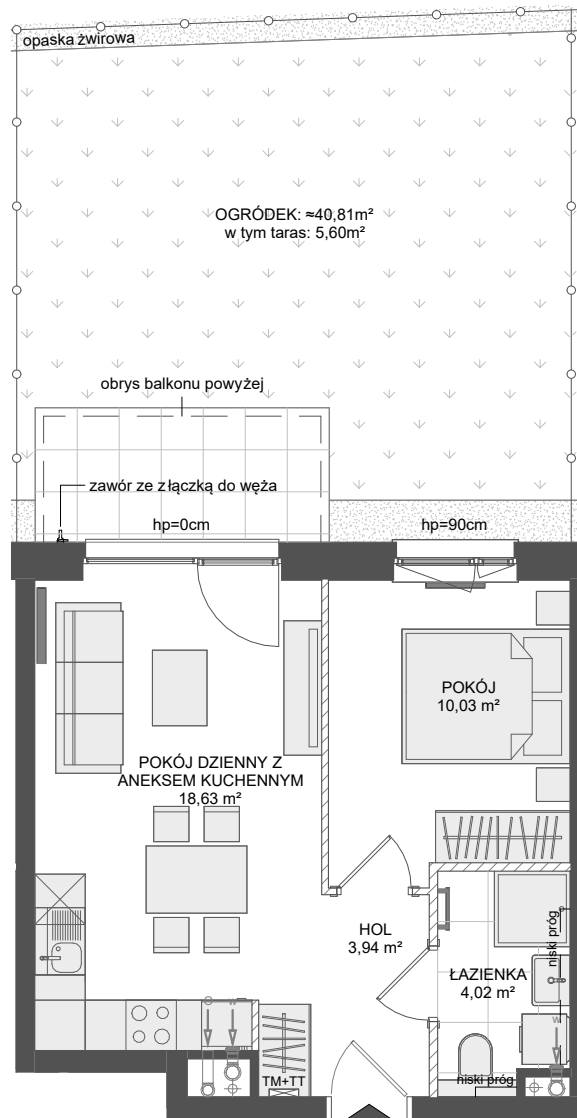 opaska żwirowa
OGRÓDEK: ≈40,81m²
w tym taras: 5,60m²
obrys balkonu powyżej
zawór ze złączką do węża
hp=0cm
hp=90cm
POKÓJ
10,03 m²
POKÓJ DZIENNY Z
ANEKSEM KUCHENNYM
18,63 m²
HOL
3,94 m²
niski próg
ŁAZIENKA
4,02 m²
TM+TT
niski próg